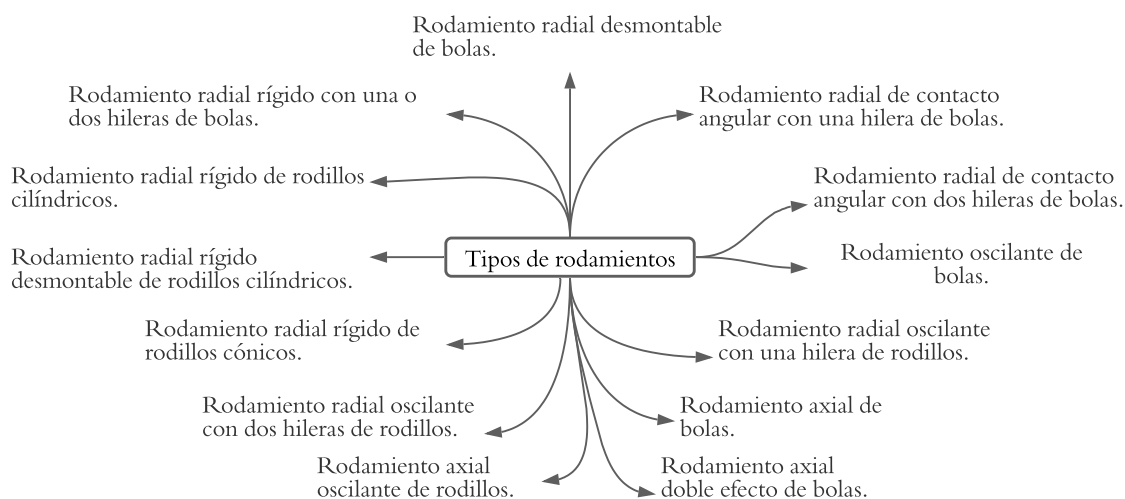 Rodamiento radial desmontable
de bolas.
Rodamiento radial rígido con una o
dos hileras de bolas.
Rodamiento radial de contacto
angular con una hilera de bolas.
Rodamiento radial rígido de rodillos
cilíndricos.
Rodamiento radial de contacto
angular con dos hileras de bolas.
Tipos de rodamientos
Rodamiento radial rígido
desmontable de rodillos cilíndricos.
Rodamiento oscilante de
bolas.
Rodamiento radial rígido de
rodillos cónicos.
Rodamiento radial oscilante
con una hilera de rodillos.
Rodamiento radial oscilante
con dos hileras de rodillos.
Rodamiento axial de
bolas.
Rodamiento axial
oscilante de rodillos.
Rodamiento axial
doble efecto de bolas.